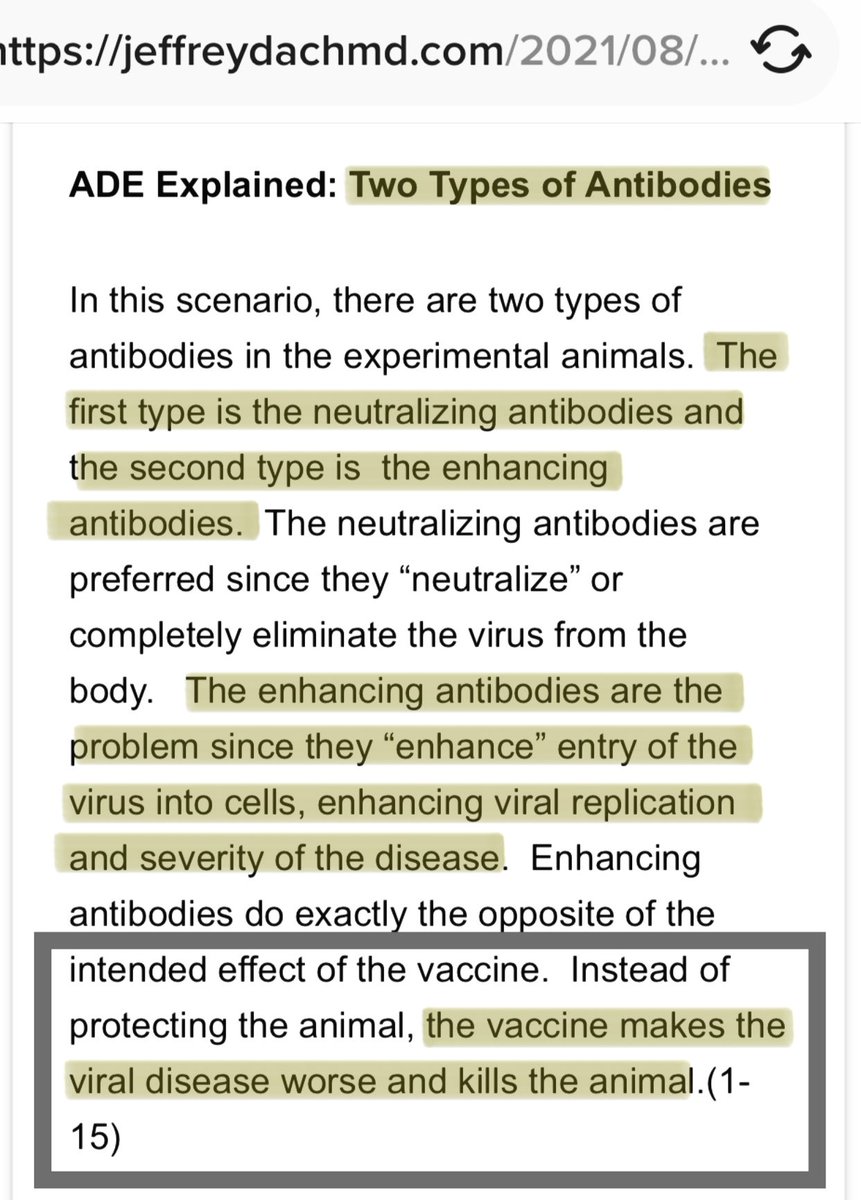 ttps://jeffreydachmd.com/2021/08/...
ADE Explained: Two Types of Antibodies
In this scenario, there are two types of
antibodies in the experimental animals. The
first type is the neutralizing antibodies and
the second type is the enhancing
antibodies. The neutralizing antibodies are
preferred since they “neutralize” or
completely eliminate the virus from the
body. The enhancing antibodies are the
problem since they “enhance” entry of the
virus into cells, enhancing viral replication
and severity of the disease. Enhancing
antibodies do exactly the opposite of the
intended effect of the vaccine. Instead of
protecting the animal, the vaccine makes the
viral disease worse and kills the animal.(1-
15)